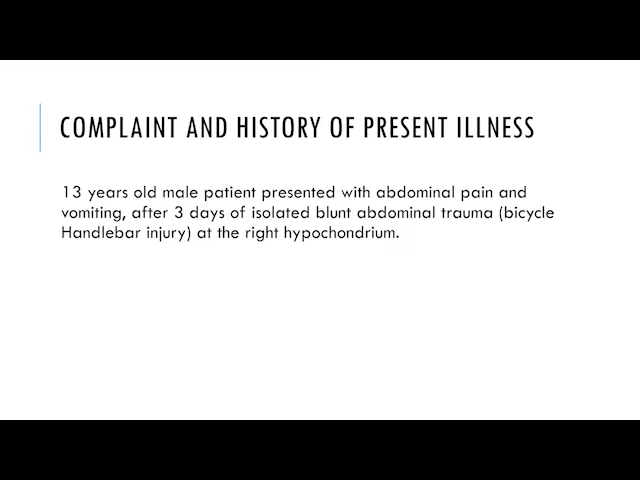 COMPLAINT AND HISTORY OF PRESENT ILLNESS
13 years old male patient presented with abdominal pain and
vomiting, after 3 days of isolated blunt abdominal trauma (bicycle
Handlebar injury) at the right hypochondrium.